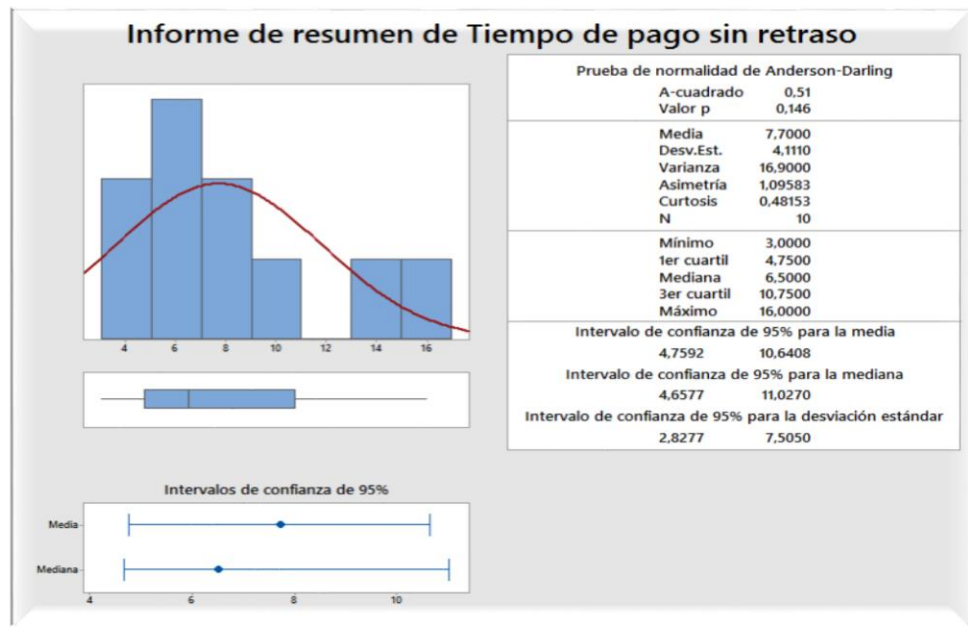 Informe de resumen de Tiempo de pago sin retraso
4 6 8 10 12 14 16
Intervalos de confianza de 95%
Media
Mediana
4 6 8 10
Prueba de normalidad de Anderson-Darling
A-cuadrado 0,51
Valor p 0,146
Media 7,7000
Desv.Est. 4,1110
Varianza 16,9000
Asimetría 1,09583
Curtosis 0,48153
N 10
Mínimo 3,0000
1er cuartil 4,7500
Mediana 6,5000
3er cuartil 10,7500
Máximo 16,0000
Intervalo de confianza de 95% para la media
4,7592 10,6408
Intervalo de confianza de 95% para la mediana
4,6577 11,0270
Intervalo de confianza de 95% para la desviación estándar
2,8277 7,5050